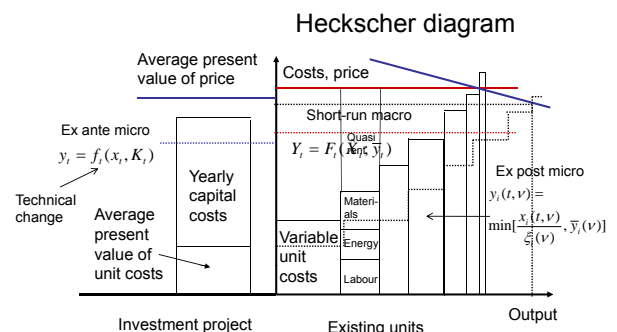 Heckscher diagram
Average present
value of price
Costs, price
Short-run macro
Ex ante micro
y_t = f_t(x_t, K_t)
Technical
change
Yearly
capital
costs
Average
present
value of
unit costs
Quasi
rent
Y_t = F_t(X_t; ȳ_t)
Materi-
als
Energy
Labour
Variable
unit
costs
Ex post micro
y_i(t,ν) =
min[x_i(t,ν)/ξ_i(ν), ȳ_i(ν)]
Output
Investment project
Existing units